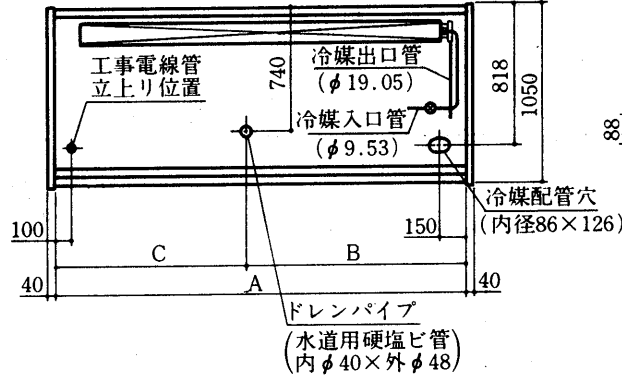 工事電線管
立上リ位置
740
冷媒出口管
(φ19.05)
冷媒入口管
(φ9.53)
818
1050
88
冷媒配管穴
(内径86×126)
100
150
C
B
40
A
40
ドレンパイプ
(水道用硬塩ビ管
内φ40×外φ48)